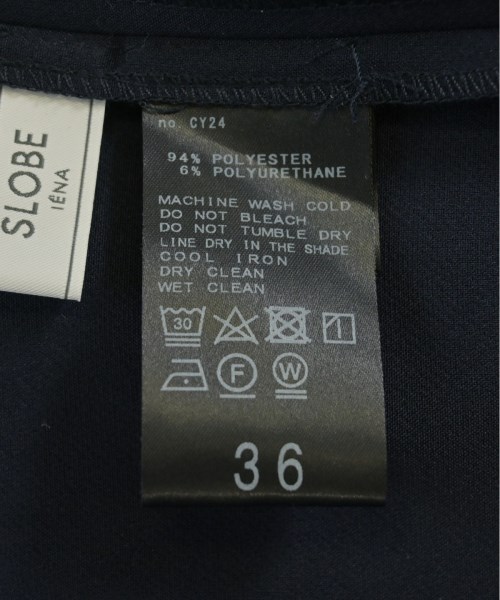 SLOBE
IÉNA
no. CY24
94% POLYESTER
6% POLYURETHANE
MACHINE WASH COLD
DO NOT BLEACH
DO NOT TUMBLE DRY
LINE DRY IN THE SHADE
COOL IRON
DRY CLEAN
WET CLEAN
30
F W
36